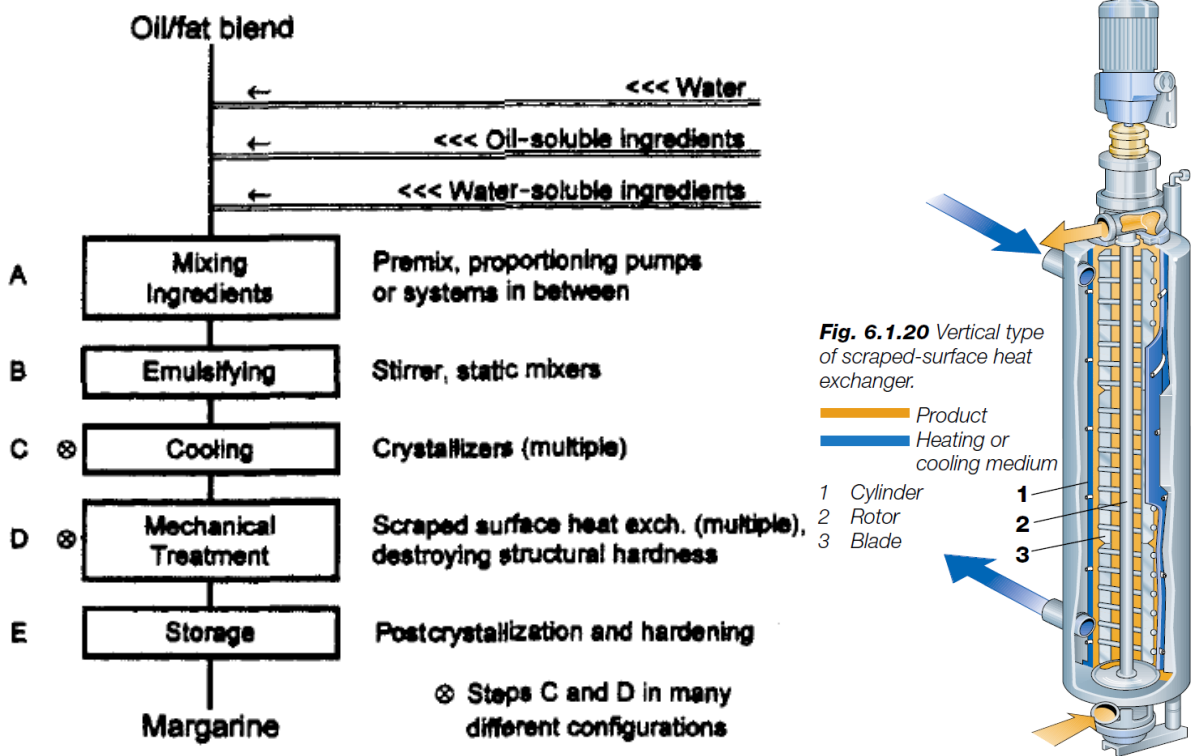 Oil/fat blend
<<< Water
<<< Oil-soluble ingredients
<<< Water-soluble ingredients
A
Mixing
Ingredients
Premix, proportioning pumps
or systems in between
B
Emulsifying
Stirrer, static mixers
C
⊗
Cooling
Crystallizers (multiple)
D
⊗
Mechanical
Treatment
Scraped surface heat exch. (multiple),
destroying structural hardness
E
Storage
Postcrystallization and hardening
⊗ Steps C and D in many
different configurations
Margarine
Fig. 6.1.20 Vertical type
of scraped-surface heat
exchanger.
Product
Heating or
cooling medium
1 Cylinder
2 Rotor
3 Blade
1
2
3